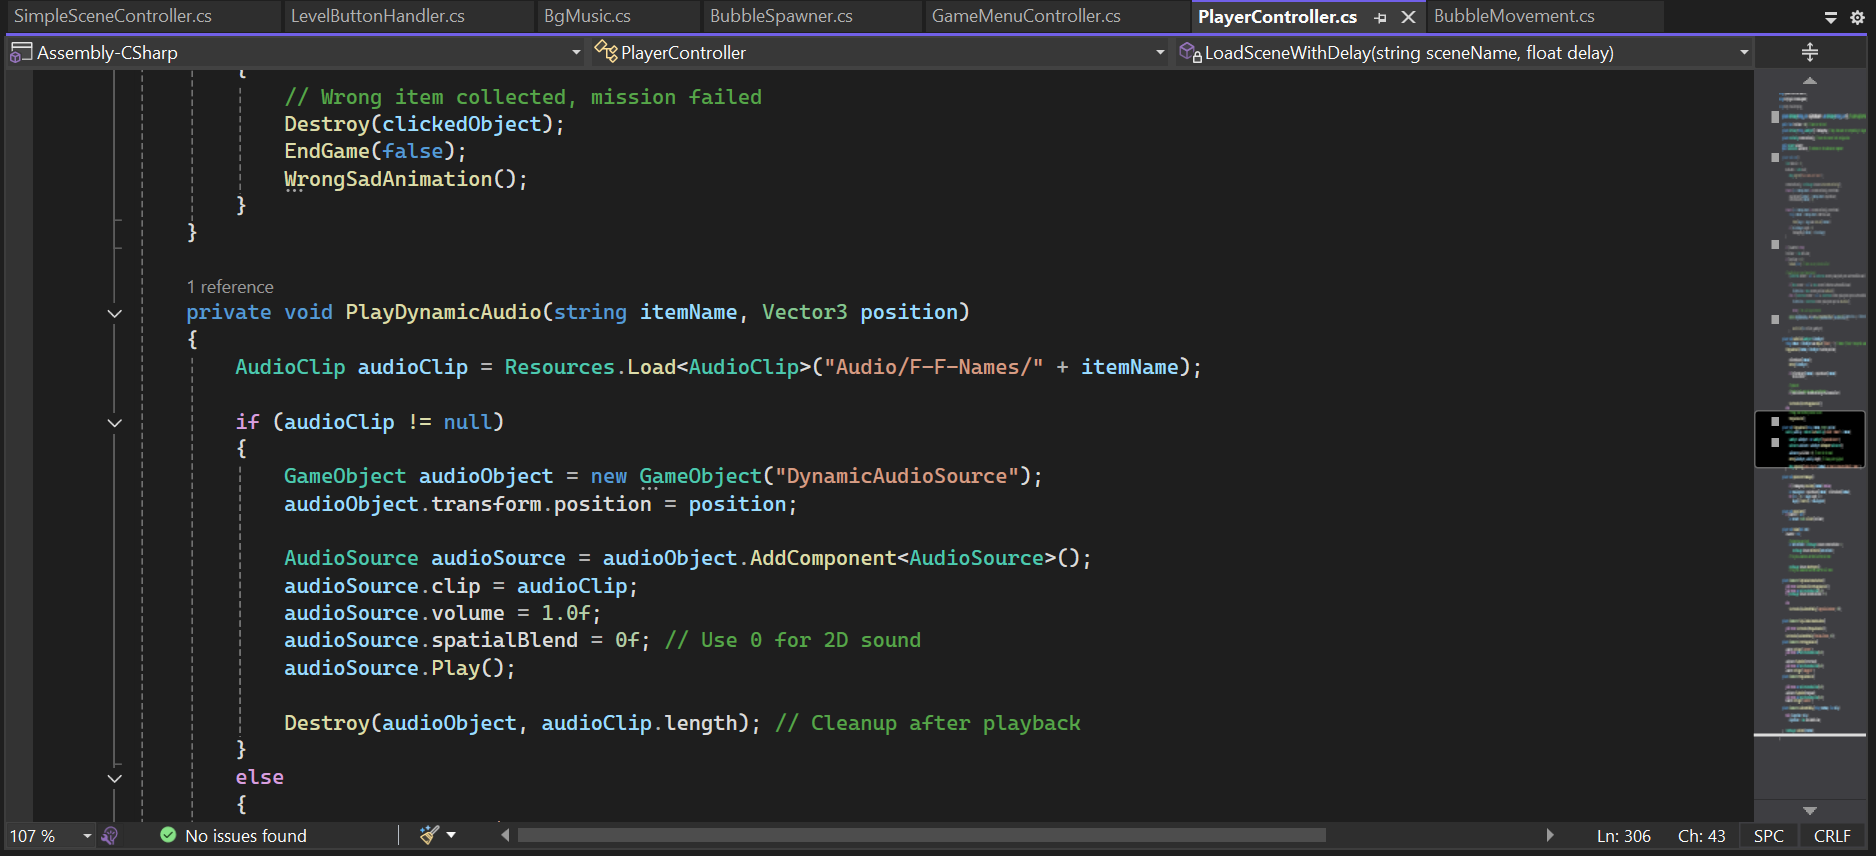 SimpleSceneController.cs LevelButtonHandler.cs BgMusic.cs BubbleSpawner.cs GameMenuController.cs PlayerController.cs BubbleMovement.cs
Assembly-CSharp PlayerController LoadSceneWithDelay(string sceneName, float delay)
{
// Wrong item collected, mission failed
Destroy(clickedObject);
EndGame(false);
WrongSadAnimation();
}
}
1 reference
private void PlayDynamicAudio(string itemName, Vector3 position)
{
AudioClip audioClip = Resources.Load<AudioClip>("Audio/F-F-Names/" + itemName);
if (audioClip != null)
{
GameObject audioObject = new GameObject("DynamicAudioSource");
audioObject.transform.position = position;
AudioSource audioSource = audioObject.AddComponent<AudioSource>();
audioSource.clip = audioClip;
audioSource.volume = 1.0f;
audioSource.spatialBlend = 0f; // Use 0 for 2D sound
audioSource.Play();
Destroy(audioObject, audioClip.length); // Cleanup after playback
}
else
{
107 % No issues found Ln: 306 Ch: 43 SPC CRLF